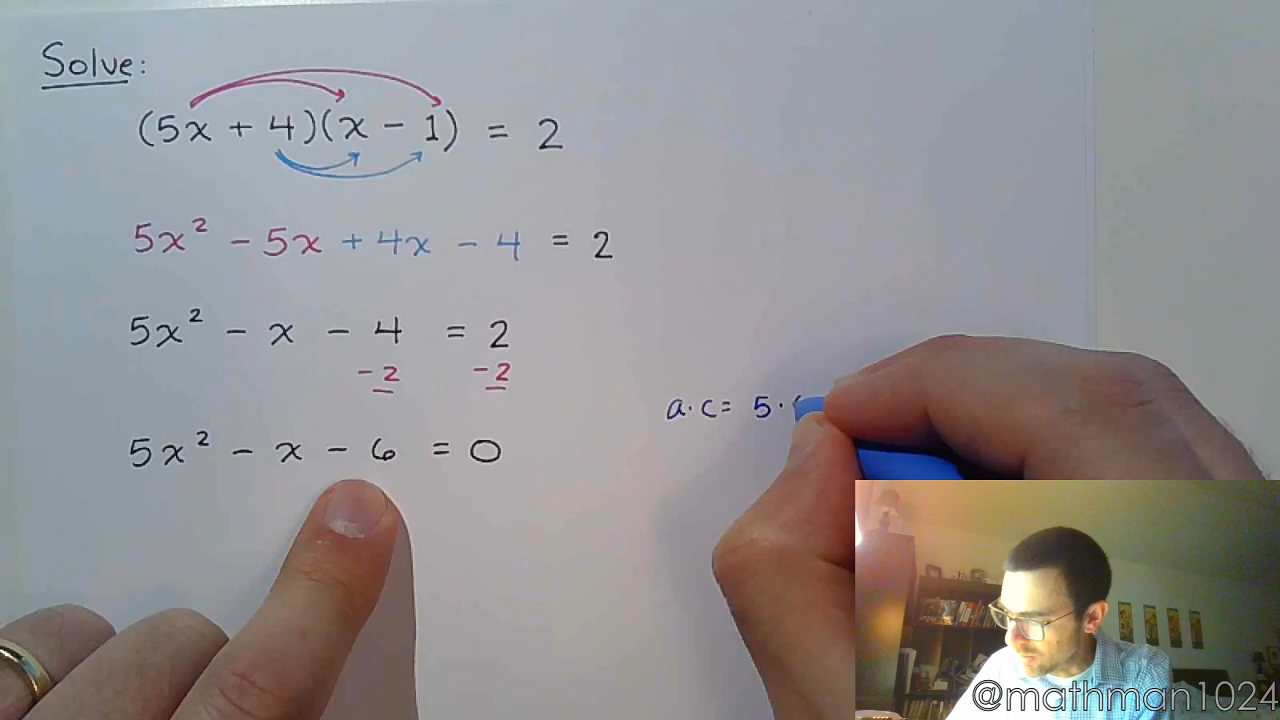 Solve:
(5x + 4)(x - 1) = 2
5x² - 5x + 4x - 4 = 2
5x² - x - 4 = 2
-2 -2
a·c= 5·
5x² - x - 6 = 0
@mathman1024